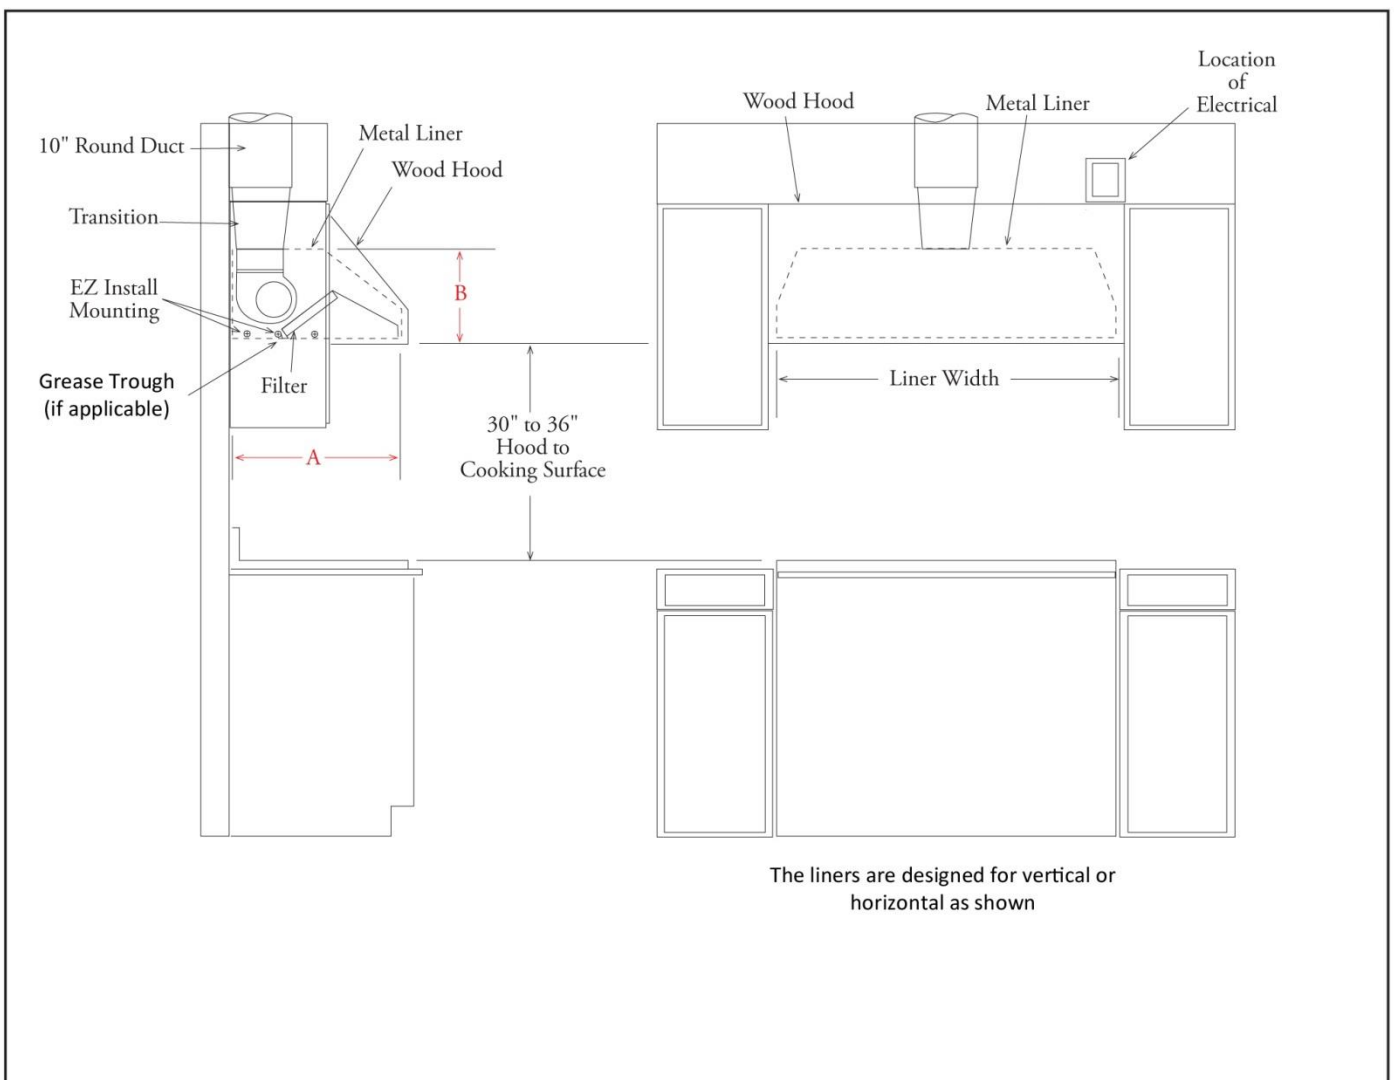 Location
of
Electrical
Wood Hood
Metal Liner
10" Round Duct
Metal Liner
Wood Hood
Transition
EZ Install
Mounting
B
Grease Trough
(if applicable)
Filter
Liner Width
30" to 36"
Hood to
Cooking Surface
A
The liners are designed for vertical or
horizontal as shown